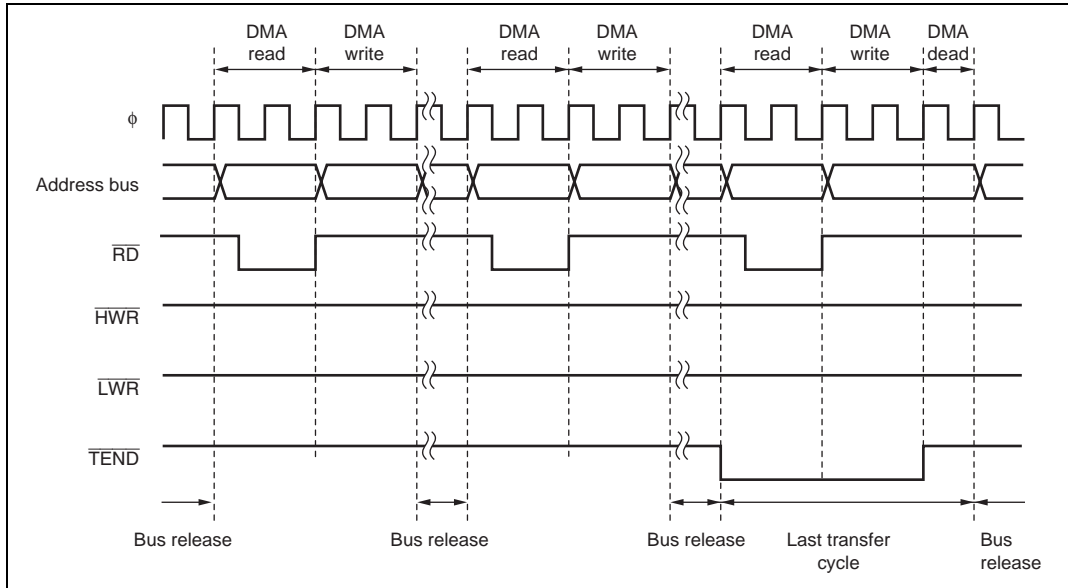 DMA read
DMA write
DMA read
DMA write
DMA read
DMA write
DMA dead
ϕ
Address bus
RD
HWR
LWR
TEND
Bus release
Bus release
Bus release
Last transfer cycle
Bus release